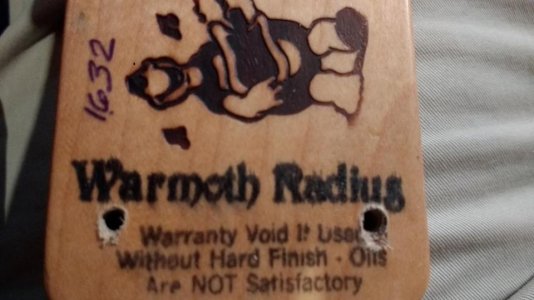 1632
Warmoth Radius
Warranty Void If Used
Without Hard Finish - Oils
Are NOT Satisfactory